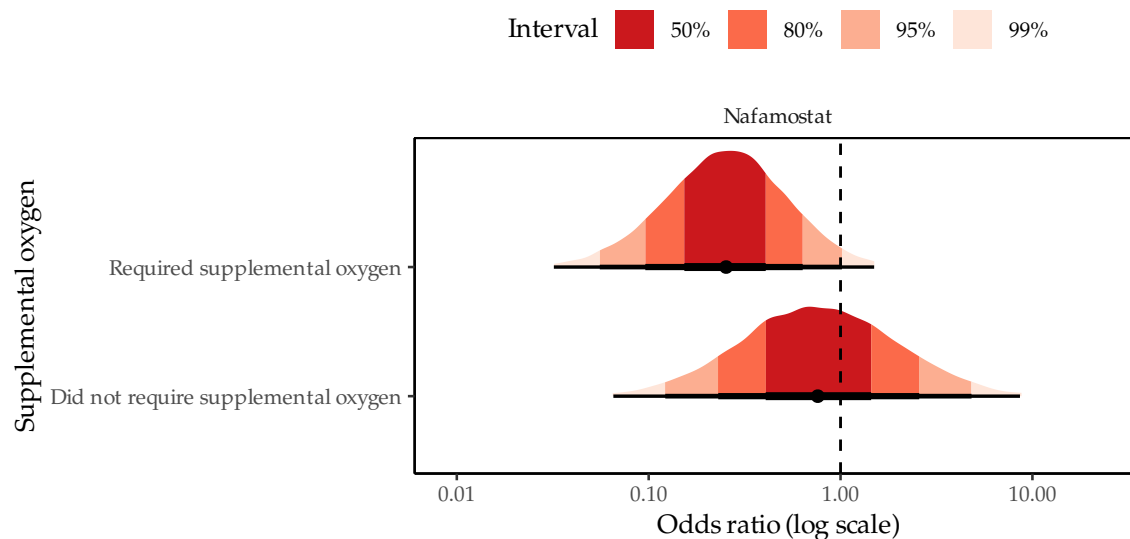 Interval 50% 80% 95% 99%
Nafamostat
Supplemental oxygen
Required supplemental oxygen
Did not require supplemental oxygen
0.01 0.10 1.00 10.00
Odds ratio (log scale)